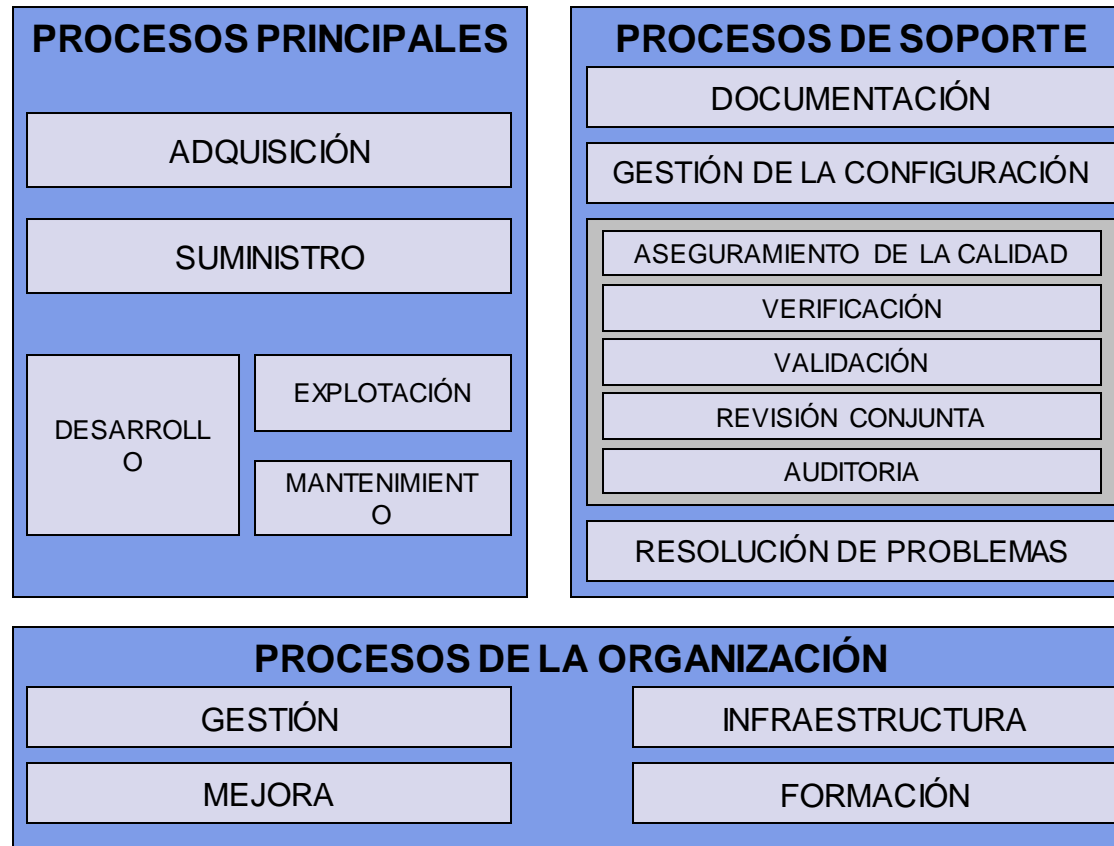 PROCESOS PRINCIPALES
ADQUISICIÓN
SUMINISTRO
DESARROLL
O
EXPLOTACIÓN
MANTENIMIENT
O
PROCESOS DE SOPORTE
DOCUMENTACIÓN
GESTIÓN DE LA CONFIGURACIÓN
ASEGURAMIENTO DE LA CALIDAD
VERIFICACIÓN
VALIDACIÓN
REVISIÓN CONJUNTA
AUDITORIA
RESOLUCIÓN DE PROBLEMAS
PROCESOS DE LA ORGANIZACIÓN
GESTIÓN
INFRAESTRUCTURA
MEJORA
FORMACIÓN